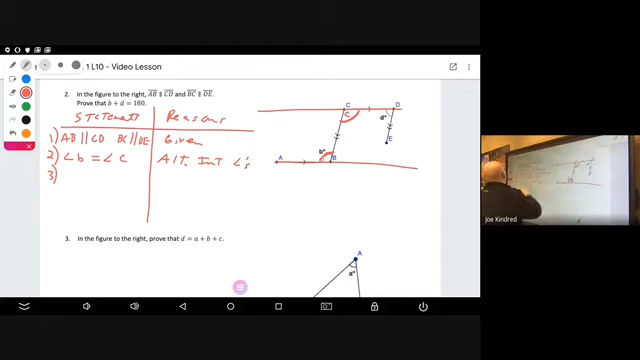 1 L10 - Video Lesson
2. In the figure to the right, AB ∥ CD and BC ∥ DE.
Prove that b + d = 180.
Statement Reasons
1) AB ∥ CD BC ∥ DE Given
2) ∠b = ∠C Alt. Int ∠'s
3)
C
D
C
d°
E
A
b°
B
3. In the figure to the right, prove that d = a + b + c.
A
a°
Joe Kindred